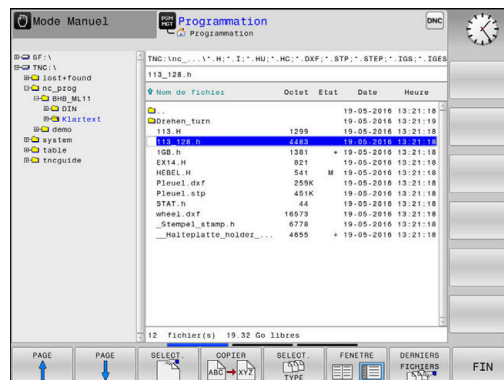 Mode Manuel
PGM MGT
Programmation
Programmation
DNC
SF:\
TNC:\
lost+found
nc_prog
BHB_ML11
DIN
Klartext
demo
system
table
tncguide
TNC:\nc_...\*.H;*.I;*.HU;*.HC;*.DXF;*.STP;*.STEP;*.IGS;*.IGES
113_128.h
Nom de fichier Octet Etat Date Heure
.. 19-05-2016 13:21:18
Drehen_turn 19-05-2016 13:21:19
113.H 1299 19-05-2016 13:21:18
113_128.h 4483 19-05-2016 13:21:18
1GB.h 1381 + 19-05-2016 13:21:18
EX14.H 821 19-05-2016 13:21:18
HEBEL.H 541 M 19-05-2016 13:21:18
Pleuel.dxf 259K 19-05-2016 13:21:18
Pleuel.stp 451K 19-05-2016 13:21:18
STAT.h 44 19-05-2016 13:21:18
wheel.dxf 16573 19-05-2016 13:21:18
_Stempel_stamp.h 6778 19-05-2016 13:21:18
__Halteplatte_holder_... 4655 + 19-05-2016 13:21:18
12 fichier(s) 19.32 Go libres
PAGE
PAGE
SELECT.
COPIER
ABC XYZ
SELECT.
TYPE
FENETRE
DERNIERS
FICHIERS
FIN